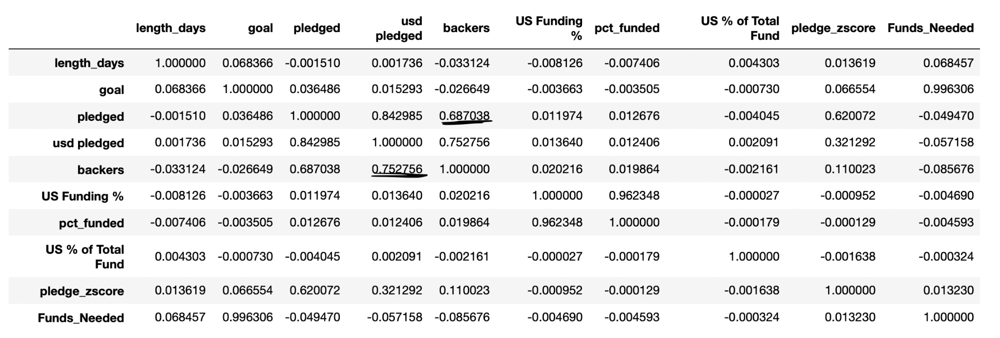 length_days goal pledged usd pledged backers US Funding % pct_funded US % of Total Fund pledge_zscore Funds_Needed
length_days 1.000000 0.068366 -0.001510 0.001736 -0.033124 -0.008126 -0.007406 0.004303 0.013619 0.068457
goal 0.068366 1.000000 0.036486 0.015293 -0.026649 -0.003663 -0.003505 -0.000730 0.066554 0.996306
pledged -0.001510 0.036486 1.000000 0.842985 0.687038 0.011974 0.012676 -0.004045 0.620072 -0.049470
usd pledged 0.001736 0.015293 0.842985 1.000000 0.752756 0.013640 0.012406 0.002091 0.321292 -0.057158
backers -0.033124 -0.026649 0.687038 0.752756 1.000000 0.020216 0.019864 -0.002161 0.110023 -0.085676
US Funding % -0.008126 -0.003663 0.011974 0.013640 0.020216 1.000000 0.962348 -0.000027 -0.000952 -0.004690
pct_funded -0.007406 -0.003505 0.012676 0.012406 0.019864 0.962348 1.000000 -0.000179 -0.000129 -0.004593
US % of Total Fund 0.004303 -0.000730 -0.004045 0.002091 -0.002161 -0.000027 -0.000179 1.000000 -0.001638 -0.000324
pledge_zscore 0.013619 0.066554 0.620072 0.321292 0.110023 -0.000952 -0.000129 -0.001638 1.000000 0.013230
Funds_Needed 0.068457 0.996306 -0.049470 -0.057158 -0.085676 -0.004690 -0.004593 -0.000324 0.013230 1.000000